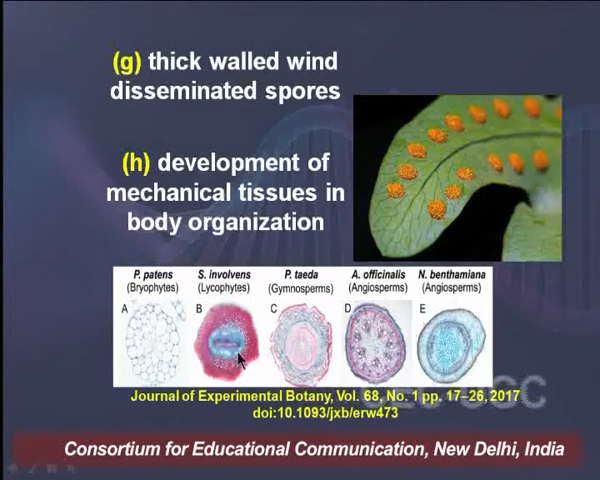 (g) thick walled wind
disseminated spores
(h) development of
mechanical tissues in
body organization
P. patens S. involvens P. taeda A. officinalis N. benthamiana
(Bryophytes) (Lycophytes) (Gymnosperms) (Angiosperms) (Angiosperms)
A B C D E
CEC-UGC
Journal of Experimental Botany, Vol. 68, No. 1 pp. 17–26, 2017
doi:10.1093/jxb/erw473
Consortium for Educational Communication, New Delhi, India